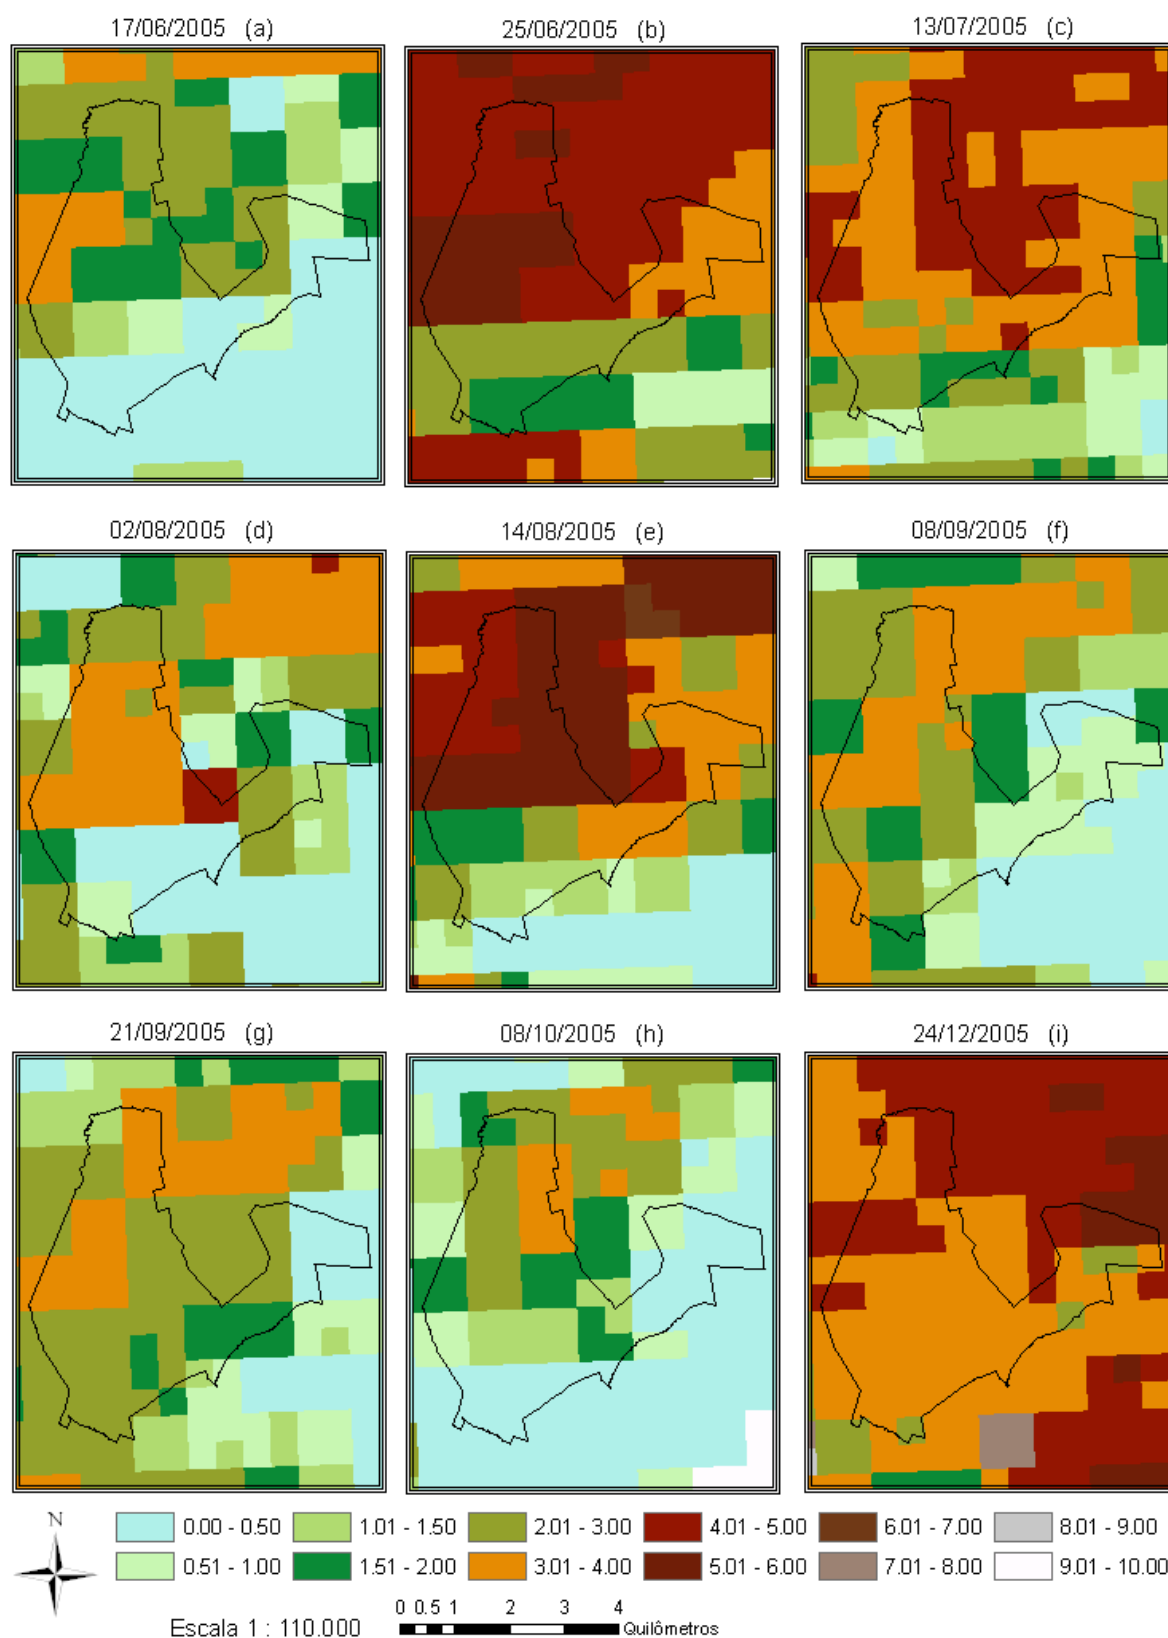 17/06/2005 (a) 25/06/2005 (b) 13/07/2005 (c)
02/08/2005 (d) 14/08/2005 (e) 08/09/2005 (f)
21/09/2005 (g) 08/10/2005 (h) 24/12/2005 (i)
N
0.00 - 0.50 1.01 - 1.50 2.01 - 3.00 4.01 - 5.00 6.01 - 7.00 8.01 - 9.00
0.51 - 1.00 1.51 - 2.00 3.01 - 4.00 5.01 - 6.00 7.01 - 8.00 9.01 - 10.00
0 0.5 1 2 3 4
Escala 1 : 110.000 Quilômetros